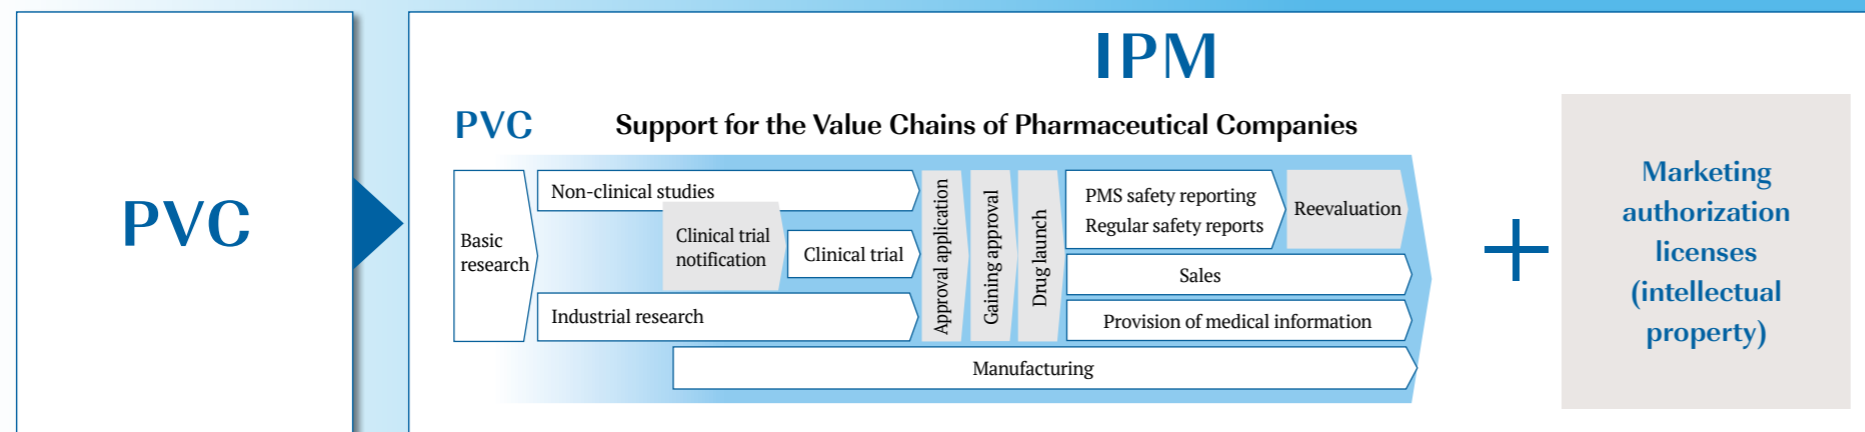 PVC
IPM
PVC
Support for the Value Chains of Pharmaceutical Companies
Basic
research
Non-clinical studies
Clinical trial
notification
Clinical trial
Industrial research
Approval application
Gaining approval
Drug launch
PMS safety reporting
Regular safety reports
Reevaluation
Sales
Provision of medical information
Manufacturing
+
Marketing
authorization
licenses
(intellectual
property)